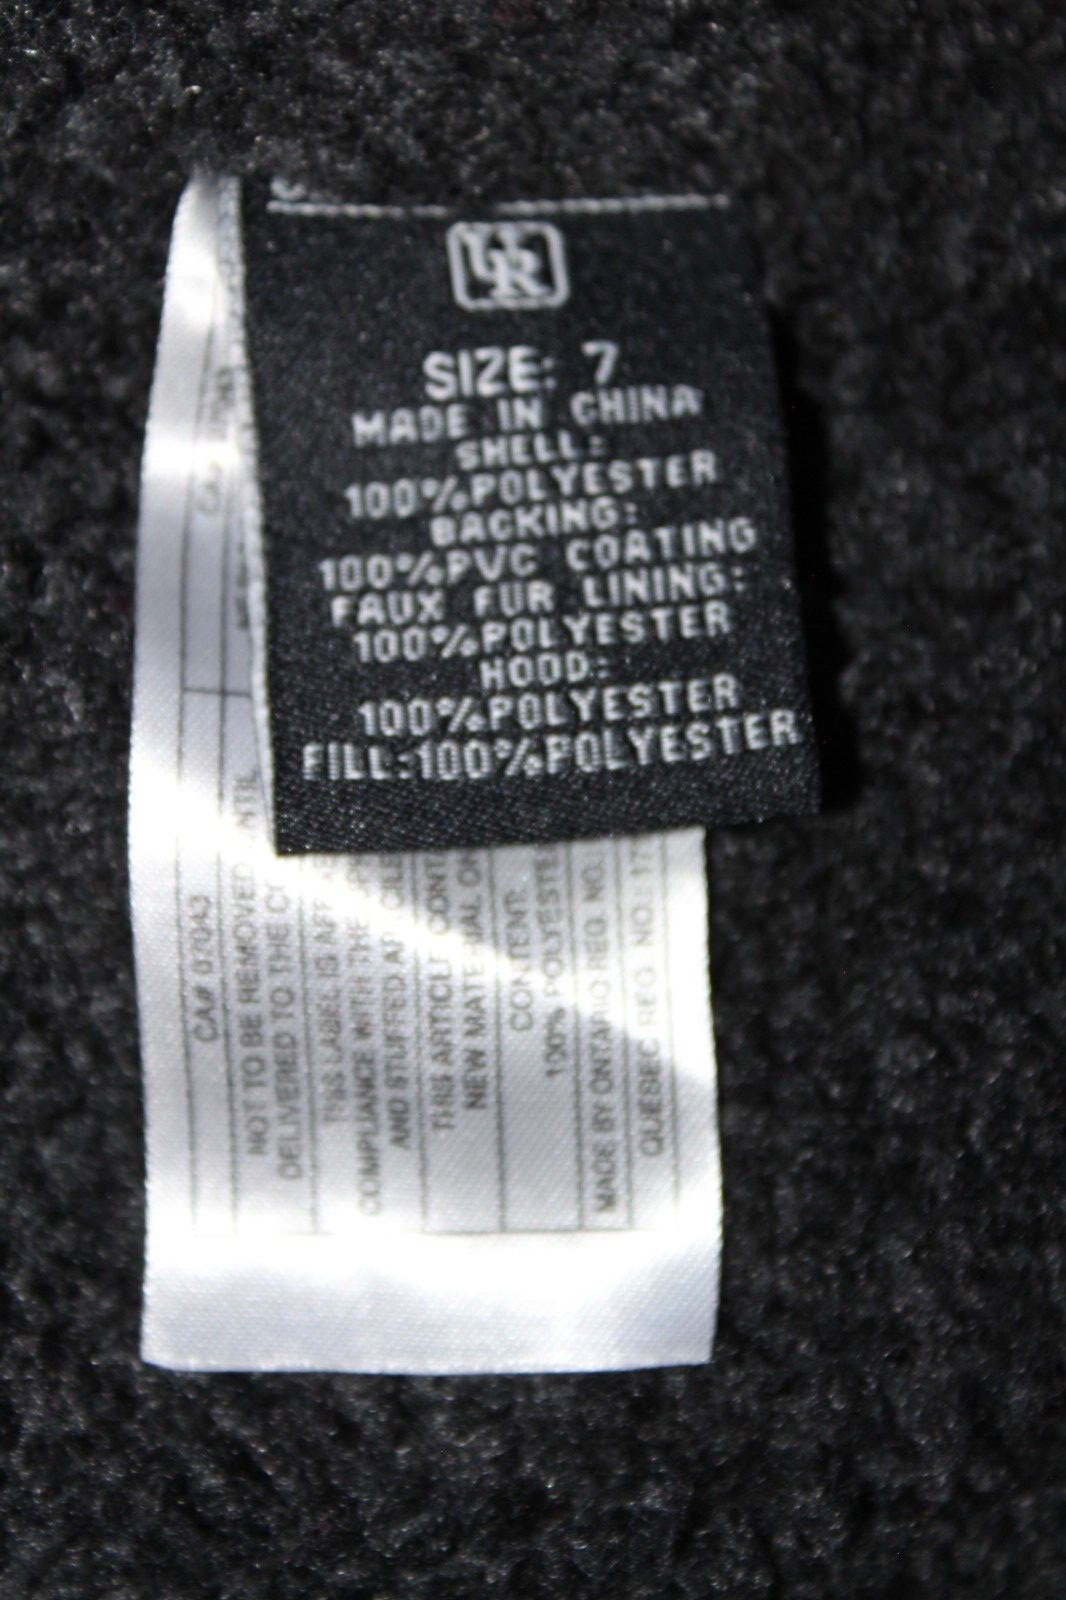 UR
SIZE: 7
MADE IN CHINA
SHELL:
100%POLYESTER
BACKING:
100%PVC COATING
FAUX FUR LINING:
100%POLYESTER
HOOD:
100%POLYESTER
FILL:100%POLYESTER
CA# 07043
NOT TO BE REMOVED
DELIVERED TO THE
THIS LABEL IS
COMPLIANCE WITH THE
AND STUFFED
THIS ARTICLE
NEW MATERIAL
CONTENT:
100%
MADE BY ONTARIO REG. NO.
QUEBEC REG. NO.: